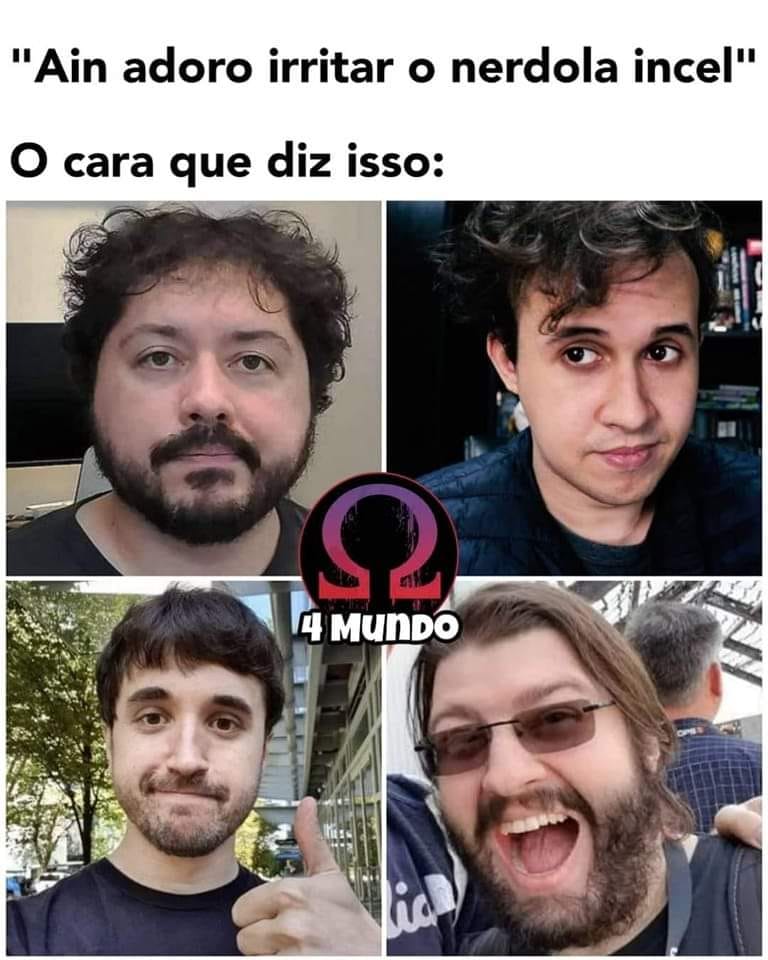 "Ain adoro irritar o nerdola incel"
O cara que diz isso:
Ω
4 MUNDO